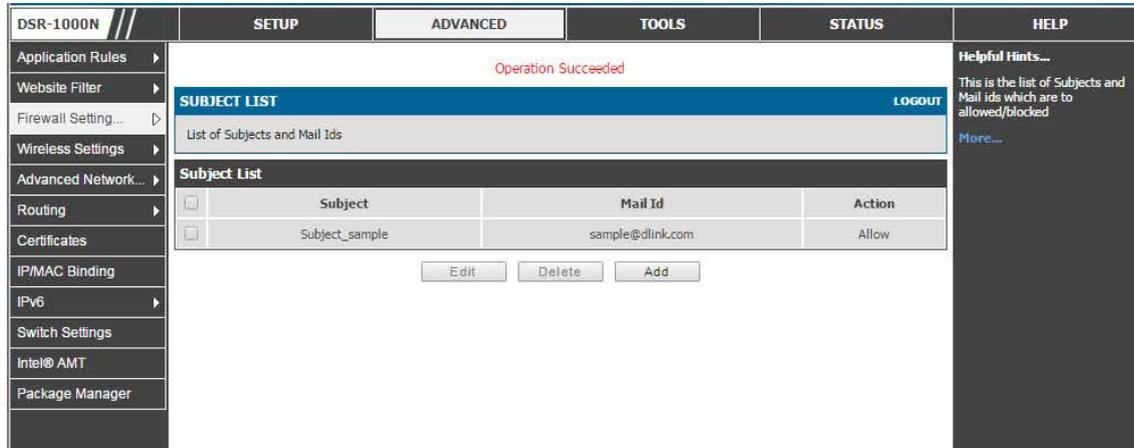 DSR-1000N
SETUP
ADVANCED
TOOLS
STATUS
HELP
Application Rules
Website Filter
Firewall Setting...
Wireless Settings
Advanced Network...
Routing
Certificates
IP/MAC Binding
IPv6
Switch Settings
Intel® AMT
Package Manager
Operation Succeeded
SUBJECT LIST
LOGOUT
List of Subjects and Mail Ids
Subject List
Subject Mail Id Action
Subject_sample sample@dlink.com Allow
Edit Delete Add
Helpful Hints...
This is the list of Subjects and
Mail ids which are to
allowed/blocked
More...